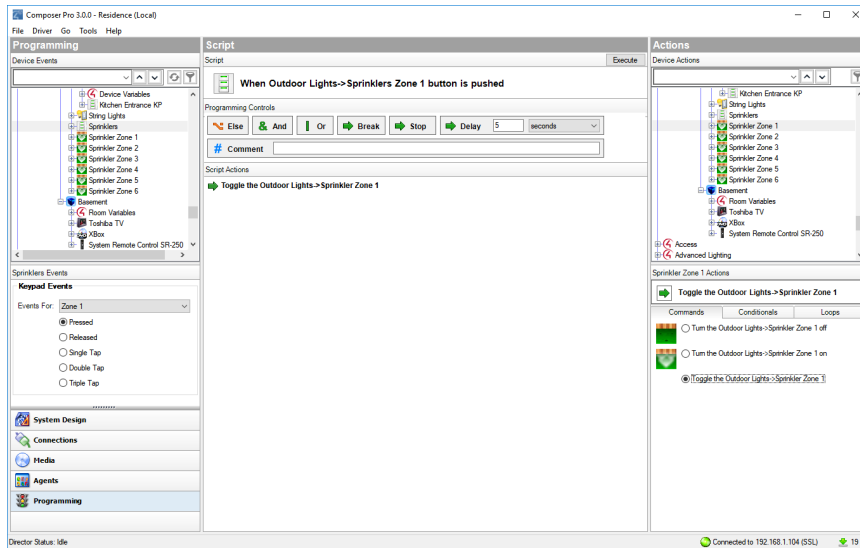 Composer Pro 3.0.0 - Residence (Local)
File Driver Go Tools Help
Programming
Device Events
Device Variables
Kitchen Entrance KP
String Lights
Sprinklers
Sprinkler Zone 1
Sprinkler Zone 2
Sprinkler Zone 3
Sprinkler Zone 4
Sprinkler Zone 5
Sprinkler Zone 6
Basement
Room Variables
Toshiba TV
XBox
System Remote Control SR-250
Sprinklers Events
Keypad Events
Events For: Zone 1
Pressed
Released
Single Tap
Double Tap
Triple Tap
System Design
Connections
Media
Agents
Programming
Director Status: Idle
Script
Script Execute
When Outdoor Lights->Sprinklers Zone 1 button is pushed
Programming Controls
Else & And Or Break Stop Delay 5 seconds
# Comment
Script Actions
Toggle the Outdoor Lights->Sprinkler Zone 1
Actions
Device Actions
Kitchen Entrance KP
String Lights
Sprinklers
Sprinkler Zone 1
Sprinkler Zone 2
Sprinkler Zone 3
Sprinkler Zone 4
Sprinkler Zone 5
Sprinkler Zone 6
Basement
Room Variables
Toshiba TV
XBox
System Remote Control SR-250
Access
Advanced Lighting
Sprinkler Zone 1 Actions
Toggle the Outdoor Lights->Sprinkler Zone 1
Commands Conditionals Loops
Turn the Outdoor Lights->Sprinkler Zone 1 off
Turn the Outdoor Lights->Sprinkler Zone 1 on
Toggle the Outdoor Lights->Sprinkler Zone 1
Connected to 192.168.1.104 (SSL) 19